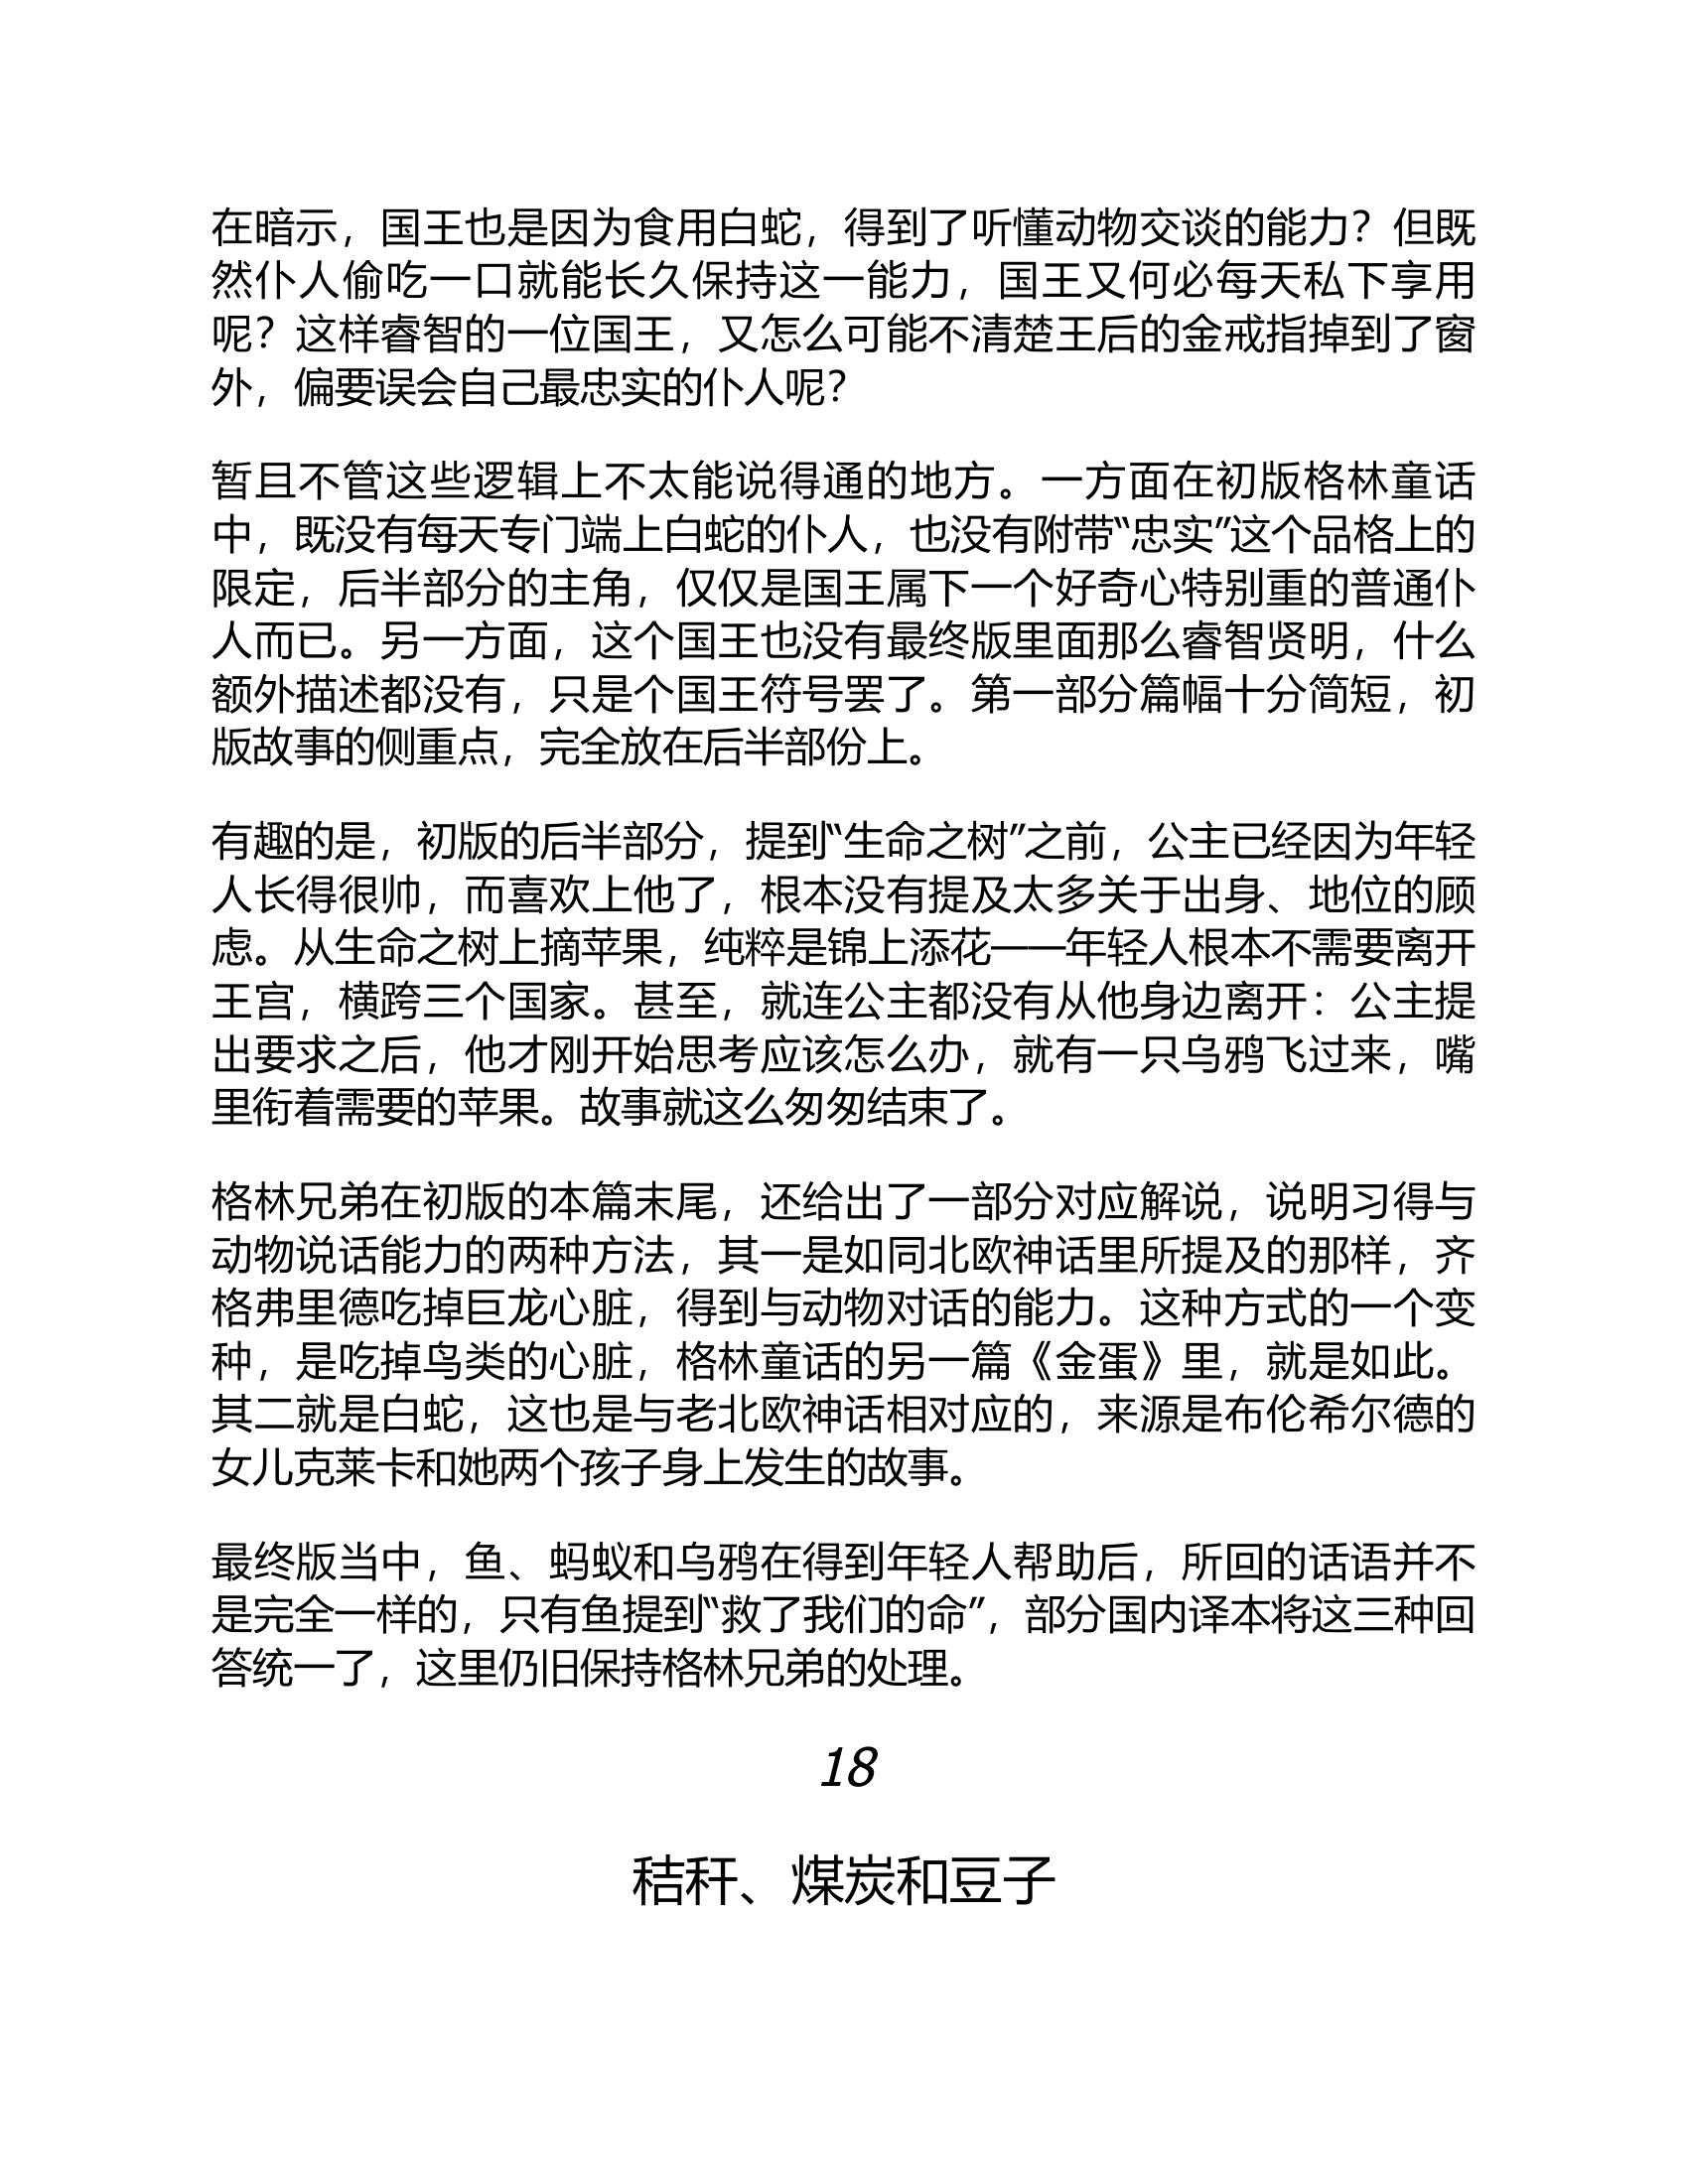 在暗示，国王也是因为食用白蛇，得到了听懂动物交谈的能力？但既
然仆人偷吃一口就能长久保持这一能力，国王又何必每天私下享用
呢？这样睿智的一位国王，又怎么可能不清楚王后的金戒指掉到了窗
外，偏要误会自己最忠实的仆人呢？
暂且不管这些逻辑上不太能说得通的地方。一方面在初版格林童话
中，既没有每天专门端上白蛇的仆人，也没有附带“忠实”这个品格上的
限定，后半部分的主角，仅仅是国王属下一个好奇心特别重的普通仆
人而已。另一方面，这个国王也没有最终版里面那么睿智贤明，什么
额外描述都没有，只是个国王符号罢了。第一部分篇幅十分简短，初
版故事的侧重点，完全放在后半部份上。
有趣的是，初版的后半部分，提到“生命之树”之前，公主已经因为年轻
人长得很帅，而喜欢上他了，根本没有提及太多关于出身、地位的顾
虑。从生命之树上摘苹果，纯粹是锦上添花——年轻人根本不需要离开
王宫，横跨三个国家。甚至，就连公主都没有从他身边离开：公主提
出要求之后，他才刚开始思考应该怎么办，就有一只乌鸦飞过来，嘴
里衔着需要的苹果。故事就这么匆匆结束了。
格林兄弟在初版的本篇末尾，还给出了一部分对应解说，说明习得与
动物说话能力的两种方法，其一是如同北欧神话里所提及的那样，齐
格弗里德吃掉巨龙心脏，得到与动物对话的能力。这种方式的一个变
种，是吃掉鸟类的心脏，格林童话的另一篇《金蛋》里，就是如此。
其二就是白蛇，这也是与老北欧神话相对应的，来源是布伦希尔德的
女儿克莱卡和她两个孩子身上发生的故事。
最终版当中，鱼、蚂蚁和乌鸦在得到年轻人帮助后，所回的话语并不
是完全一样的，只有鱼提到“救了我们的命”，部分国内译本将这三种回
答统一了，这里仍旧保持格林兄弟的处理。
18
秸秆、煤炭和豆子